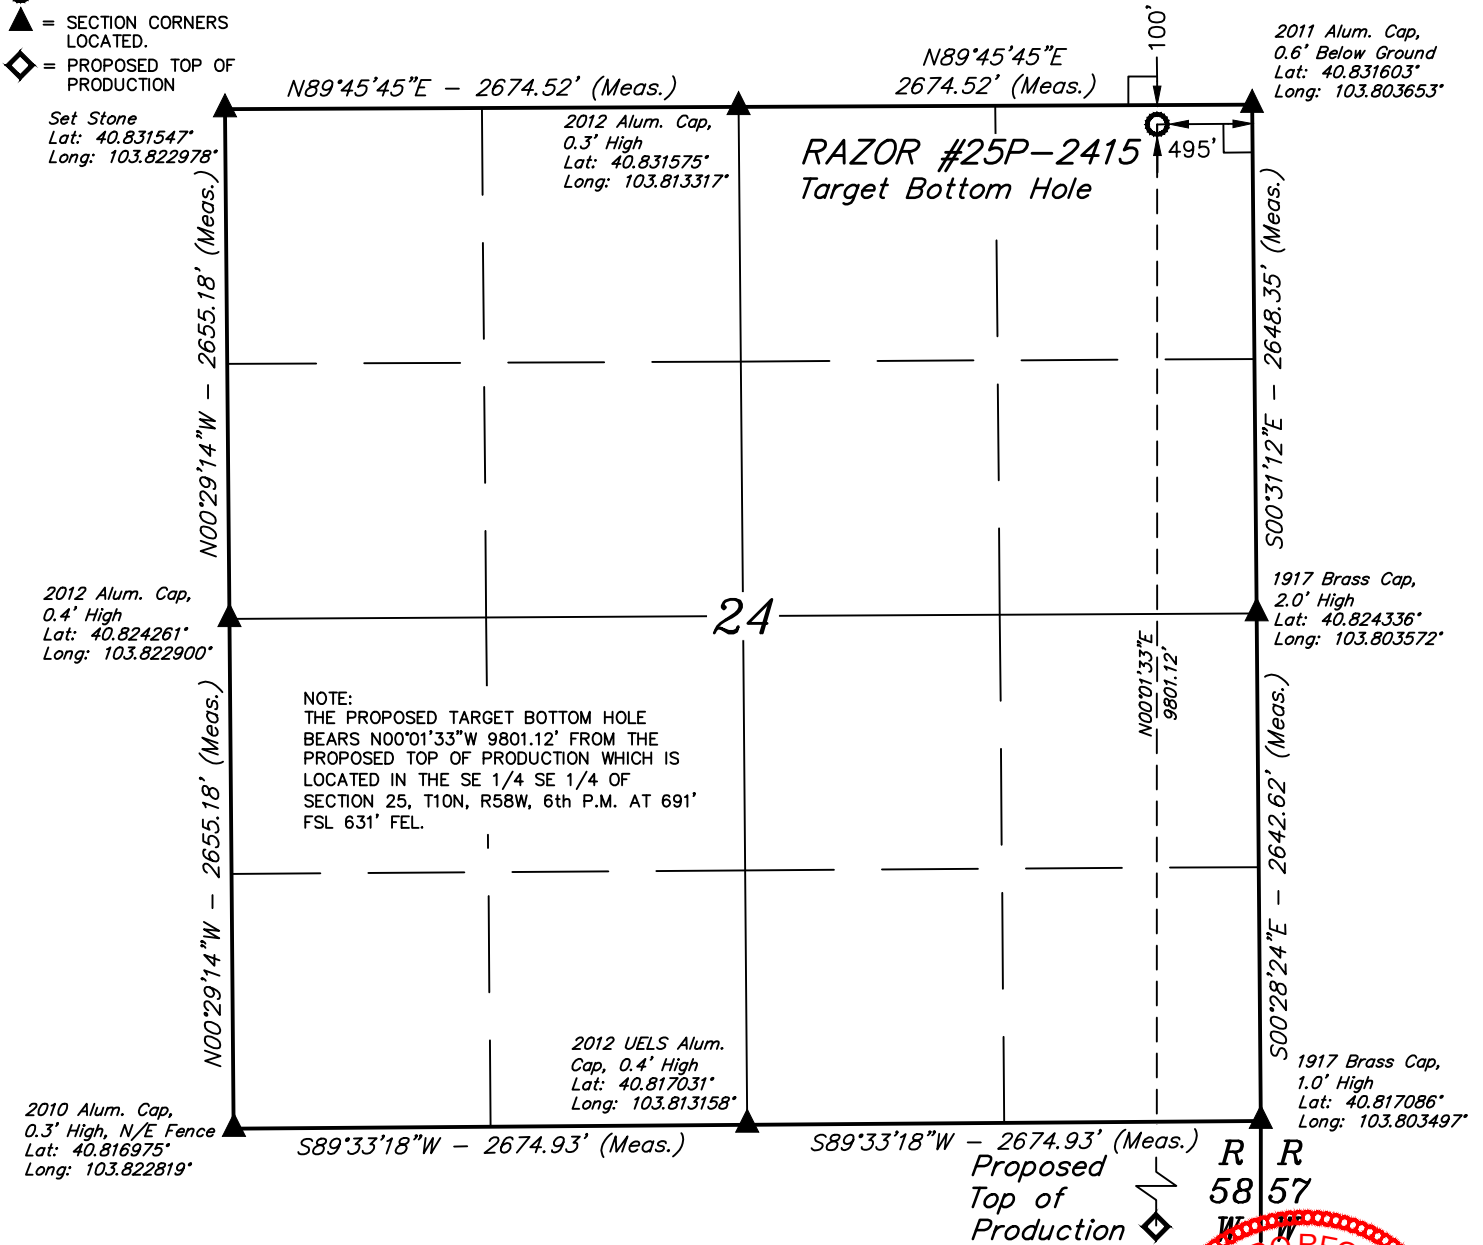 = SECTION CORNERS
LOCATED.
= PROPOSED TOP OF
PRODUCTION
Set Stone
Lat: 40.831547°
Long: 103.822978°
N89°45'45"E – 2674.52' (Meas.)
2012 Alum. Cap,
0.3' High
Lat: 40.831575°
Long: 103.813317°
N89°45'45"E
2674.52' (Meas.)
100'
2011 Alum. Cap,
0.6' Below Ground
Lat: 40.831603°
Long: 103.803653°
RAZOR #25P–2415
Target Bottom Hole
495'
N00°29'14"W – 2655.18' (Meas.)
S00°31'12"E – 2648.35' (Meas.)
2012 Alum. Cap,
0.4' High
Lat: 40.824261°
Long: 103.822900°
24
1917 Brass Cap,
2.0' High
Lat: 40.824336°
Long: 103.803572°
N00°01'33"E
9801.12'
NOTE:
THE PROPOSED TARGET BOTTOM HOLE
BEARS N00°01'33"W 9801.12' FROM THE
PROPOSED TOP OF PRODUCTION WHICH IS
LOCATED IN THE SE 1/4 SE 1/4 OF
SECTION 25, T10N, R58W, 6th P.M. AT 691'
FSL 631' FEL.
N00°29'14"W – 2655.18' (Meas.)
S00°28'24"E – 2642.62' (Meas.)
2012 UELS Alum.
Cap, 0.4' High
Lat: 40.817031°
Long: 103.813158°
1917 Brass Cap,
1.0' High
Lat: 40.817086°
Long: 103.803497°
2010 Alum. Cap,
0.3' High, N/E Fence
Lat: 40.816975°
Long: 103.822819°
S89°33'18"W – 2674.93' (Meas.)
S89°33'18"W – 2674.93' (Meas.)
Proposed
Top of
Production
R R
58 57
W W